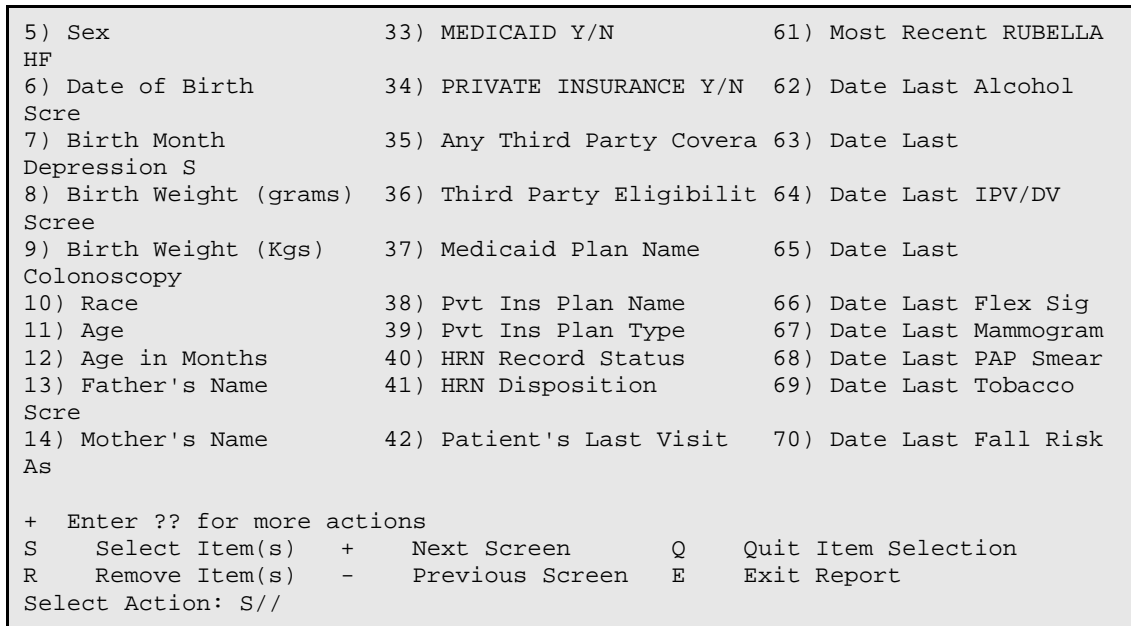 5) Sex                  33) MEDICAID Y/N           61) Most Recent RUBELLA
HF
6) Date of Birth        34) PRIVATE INSURANCE Y/N  62) Date Last Alcohol
Scre
7) Birth Month          35) Any Third Party Covera 63) Date Last
Depression S
8) Birth Weight (grams)  36) Third Party Eligibilit 64) Date Last IPV/DV
Scree
9) Birth Weight (Kgs)   37) Medicaid Plan Name     65) Date Last
Colonoscopy
10) Race                38) Pvt Ins Plan Name      66) Date Last Flex Sig
11) Age                 39) Pvt Ins Plan Type      67) Date Last Mammogram
12) Age in Months       40) HRN Record Status      68) Date Last PAP Smear
13) Father's Name       41) HRN Disposition        69) Date Last Tobacco
Scre
14) Mother's Name       42) Patient's Last Visit   70) Date Last Fall Risk
As
+  Enter ?? for more actions
S    Select Item(s)   +    Next Screen       Q    Quit Item Selection
R    Remove Item(s)   -    Previous Screen   E    Exit Report
Select Action: S//